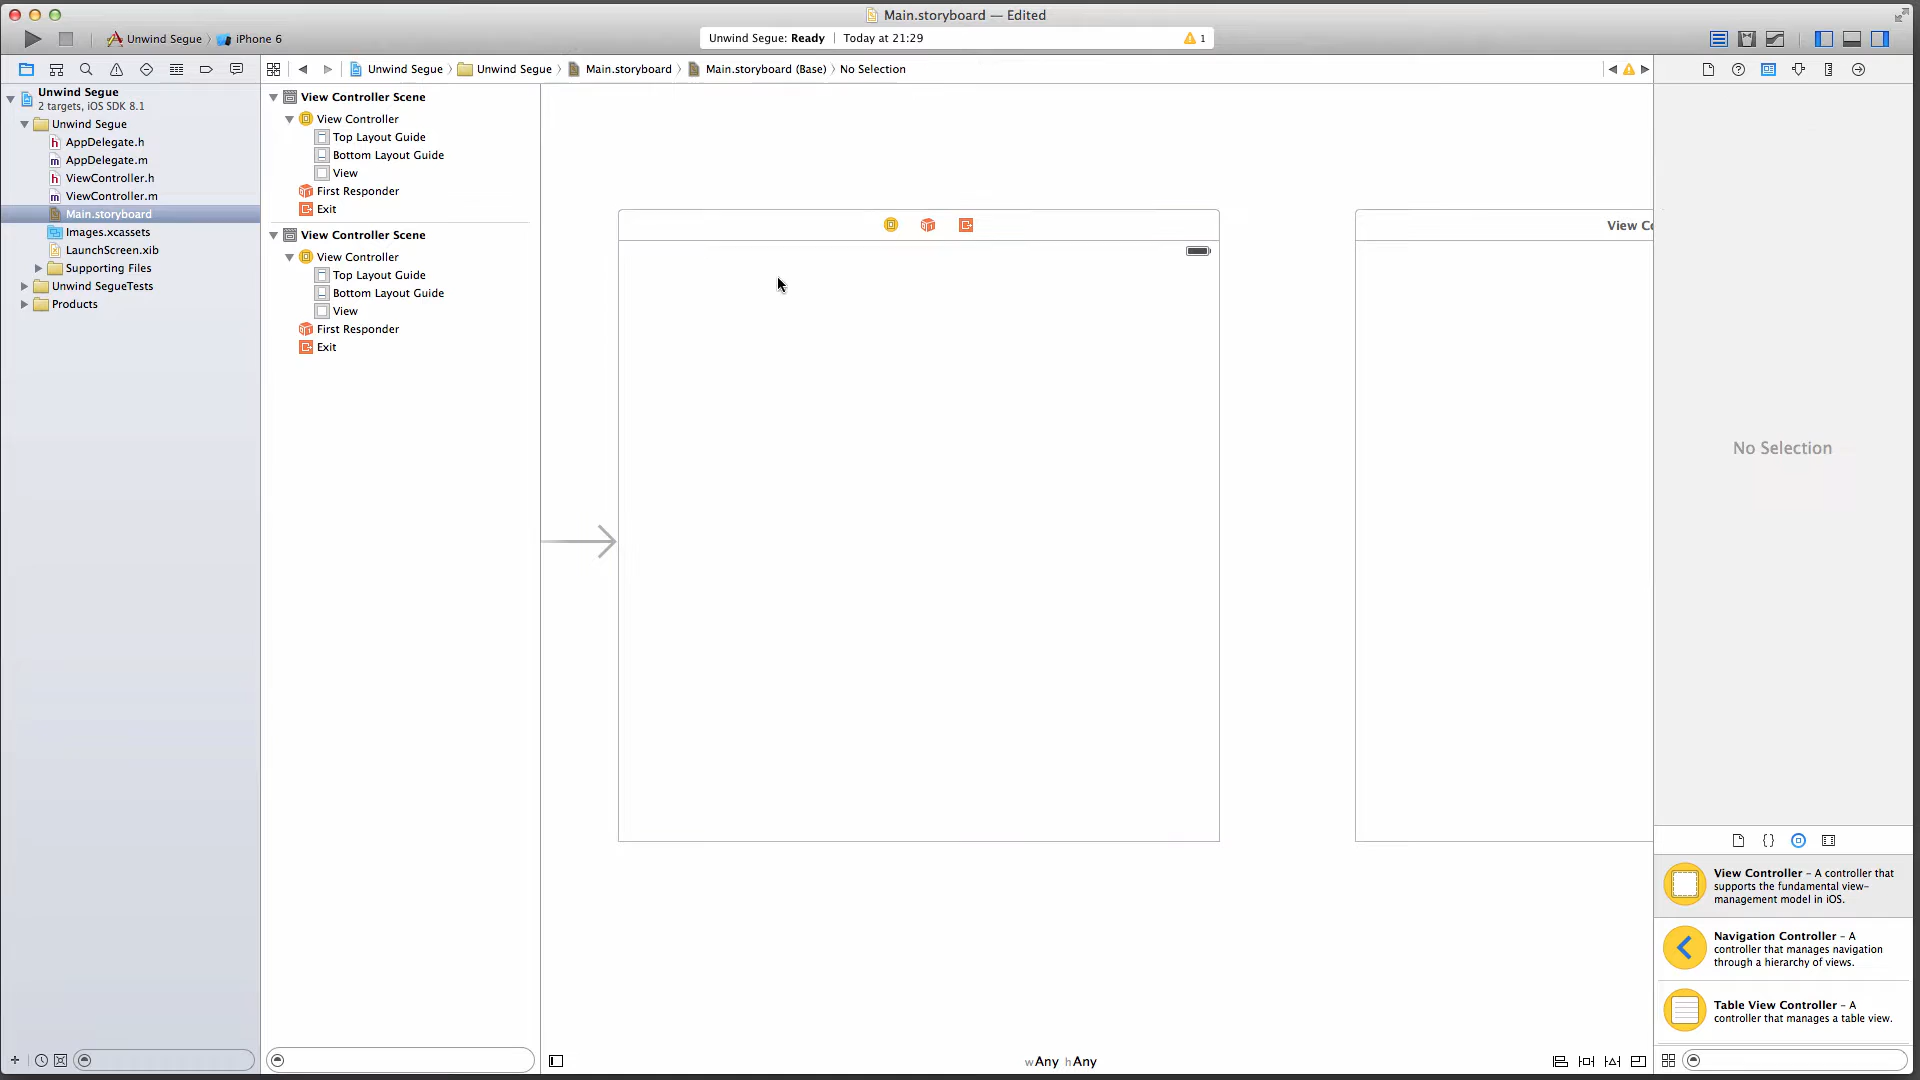 Main.storyboard — Edited
Unwind Segue
iPhone 6
Unwind Segue: Ready
Today at 21:29
1
Unwind Segue
Unwind Segue
Main.storyboard
Main.storyboard (Base)
No Selection
Unwind Segue
2 targets, iOS SDK 8.1
Unwind Segue
AppDelegate.h
AppDelegate.m
ViewController.h
ViewController.m
Main.storyboard
Images.xcassets
LaunchScreen.xib
Supporting Files
Unwind SegueTests
Products
View Controller Scene
View Controller
Top Layout Guide
Bottom Layout Guide
View
First Responder
Exit
View Controller Scene
View Controller
Top Layout Guide
Bottom Layout Guide
View
First Responder
Exit
View Co
No Selection
View Controller – A controller that
supports the fundamental view-
management model in iOS.
Navigation Controller – A
controller that manages navigation
through a hierarchy of views.
Table View Controller – A
controller that manages a table view.
wAny hAny